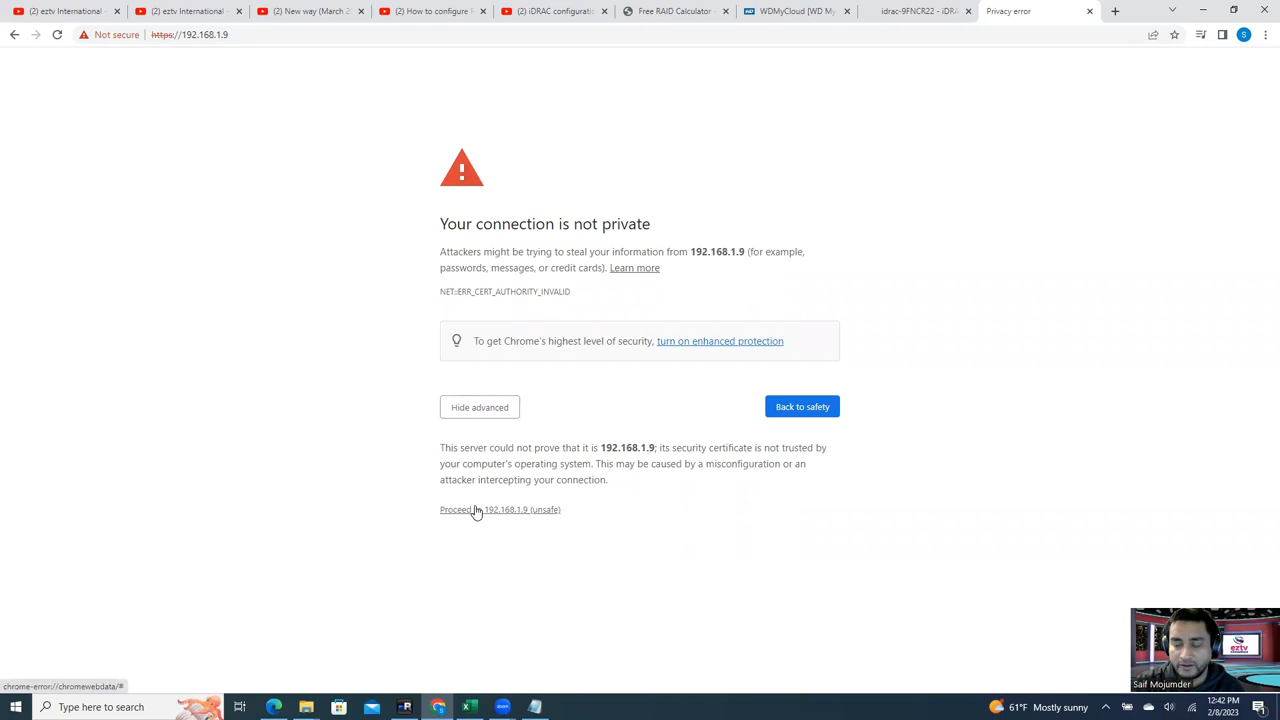 (2) eztv International -
(2) eztv International -
(2) New way (March 2
(2) How to configure R
(2) iDRAC configuratio
Free RAID Calculator -
WDMyCloud [WD My
idrac-9FNCR22 - iDRA
Privacy error
Not secure
https://192.168.1.9
S
Your connection is not private
Attackers might be trying to steal your information from 192.168.1.9 (for example,
passwords, messages, or credit cards). Learn more
NET::ERR_CERT_AUTHORITY_INVALID
To get Chrome's highest level of security, turn on enhanced protection
Hide advanced
Back to safety
This server could not prove that it is 192.168.1.9; its security certificate is not trusted by
your computer's operating system. This may be caused by a misconfiguration or an
attacker intercepting your connection.
Proceed 192.168.1.9 (unsafe)
eztv
Saif Mojumder
chrome-error://chromewebdata/#
Type here to search
61°F Mostly sunny
12:42 PM
2/8/2023